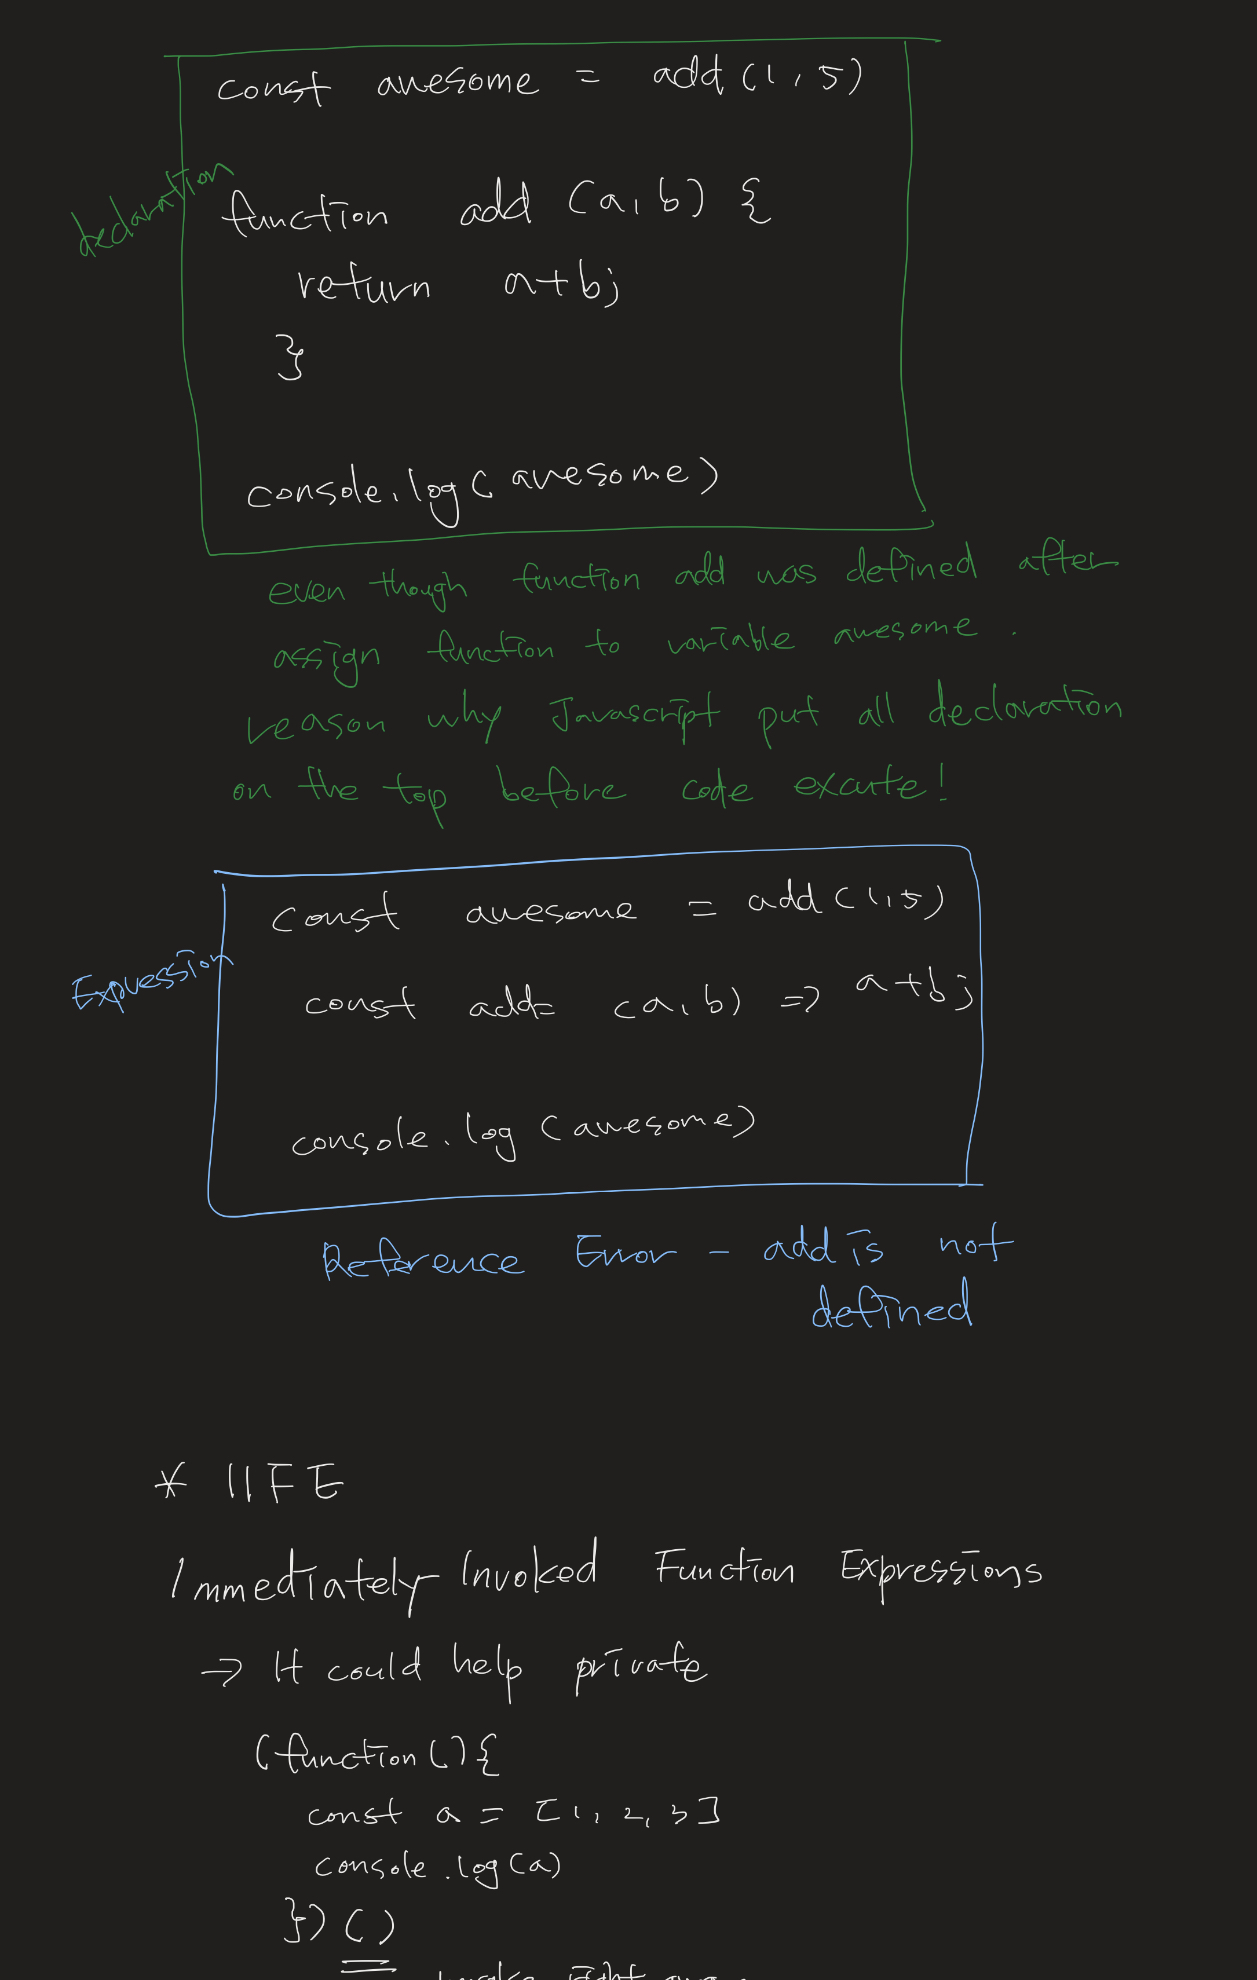 const awesome = add(1, 5)
declaration
function add (a, b) {
return a+b;
}
console.log(awesome)
even though function add was defined after
assign function to variable awesome.
reason why Javascript put all declaration
on the top before code excute!
const awesome = add(1,5)
Expression
const add= (a,b) => a+b;
console.log(awesome)
Reference Error - add is not
defined
* IIFE
Immediately Invoked Function Expressions
→ It could help private
(function(){
const a = [1, 2, 3]
console.log(a)
})()
right